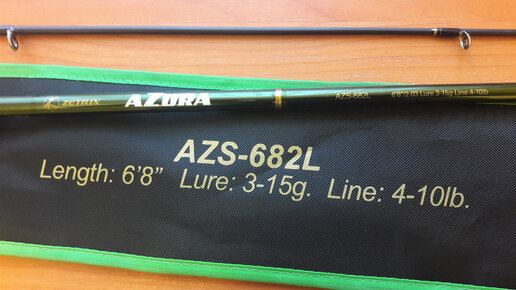 ZETRIX AZURA AZS-682L 6'8"/2.03 Lure 3-15g Line 4-10lb
AZS-682L
Length: 6'8" Lure: 3-15g. Line: 4-10lb.